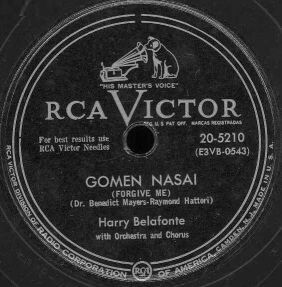 "HIS MASTER'S VOICE"
RCA VICTOR
REG. U.S. PAT. OFF. MARCAS REGISTRADAS
For best results use
RCA Victor Needles
20-5210
(E3VB-0543)
GOMEN NASAI
(FORGIVE ME)
(Dr. Benedict Mayers-Raymond Hattori)
Harry Belafonte
with Orchestra and Chorus
RCA VICTOR DIVISION OF RADIO CORPORATION OF AMERICA, CAMDEN, N. J. MADE IN U. S. A.
RCA